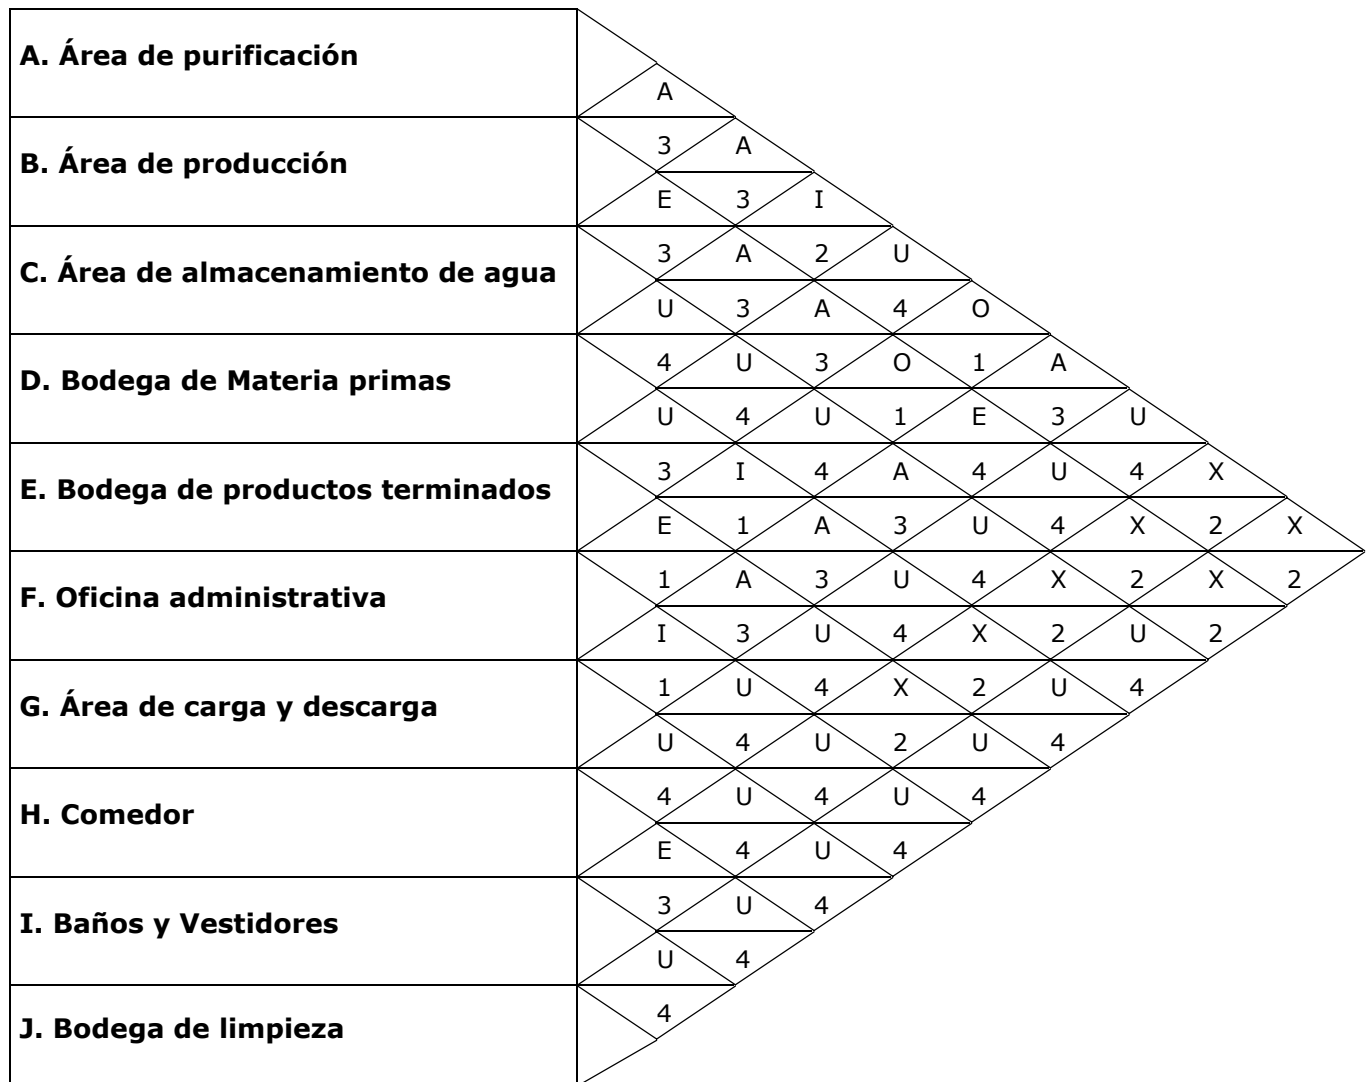 A. Área de purificación
A
3 A
B. Área de producción
E 3 I
3 A 2 U
C. Área de almacenamiento de agua
U 3 A 4 O
4 U 3 O 1 A
D. Bodega de Materia primas
U 4 U 1 E 3 U
3 I 4 A 4 U 4 X
E. Bodega de productos terminados
E 1 A 3 U 4 X 2 X
1 A 3 U 4 X 2 X 2
F. Oficina administrativa
I 3 U 4 X 2 U 2
1 U 4 X 2 U 4
G. Área de carga y descarga
U 4 U 2 U 4
4 U 4 U 4
H. Comedor
E 4 U 4
3 U 4
I. Baños y Vestidores
U 4
4
J. Bodega de limpieza